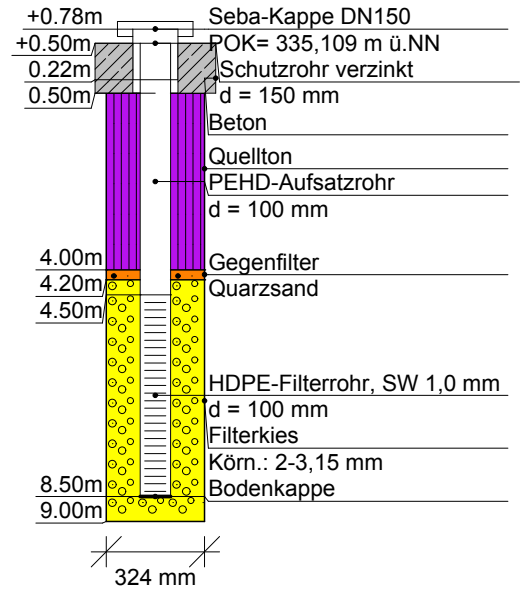 +0.78m
Seba-Kappe DN150
+0.50m
POK= 335,109 m ü.NN
0.22m
Schutzrohr verzinkt
0.50m
d = 150 mm
Beton
Quellton
PEHD-Aufsatzrohr
d = 100 mm
4.00m
Gegenfilter
4.20m
Quarzsand
4.50m
HDPE-Filterrohr, SW 1,0 mm
d = 100 mm
Filterkies
Körn.: 2-3,15 mm
8.50m
Bodenkappe
9.00m
324 mm